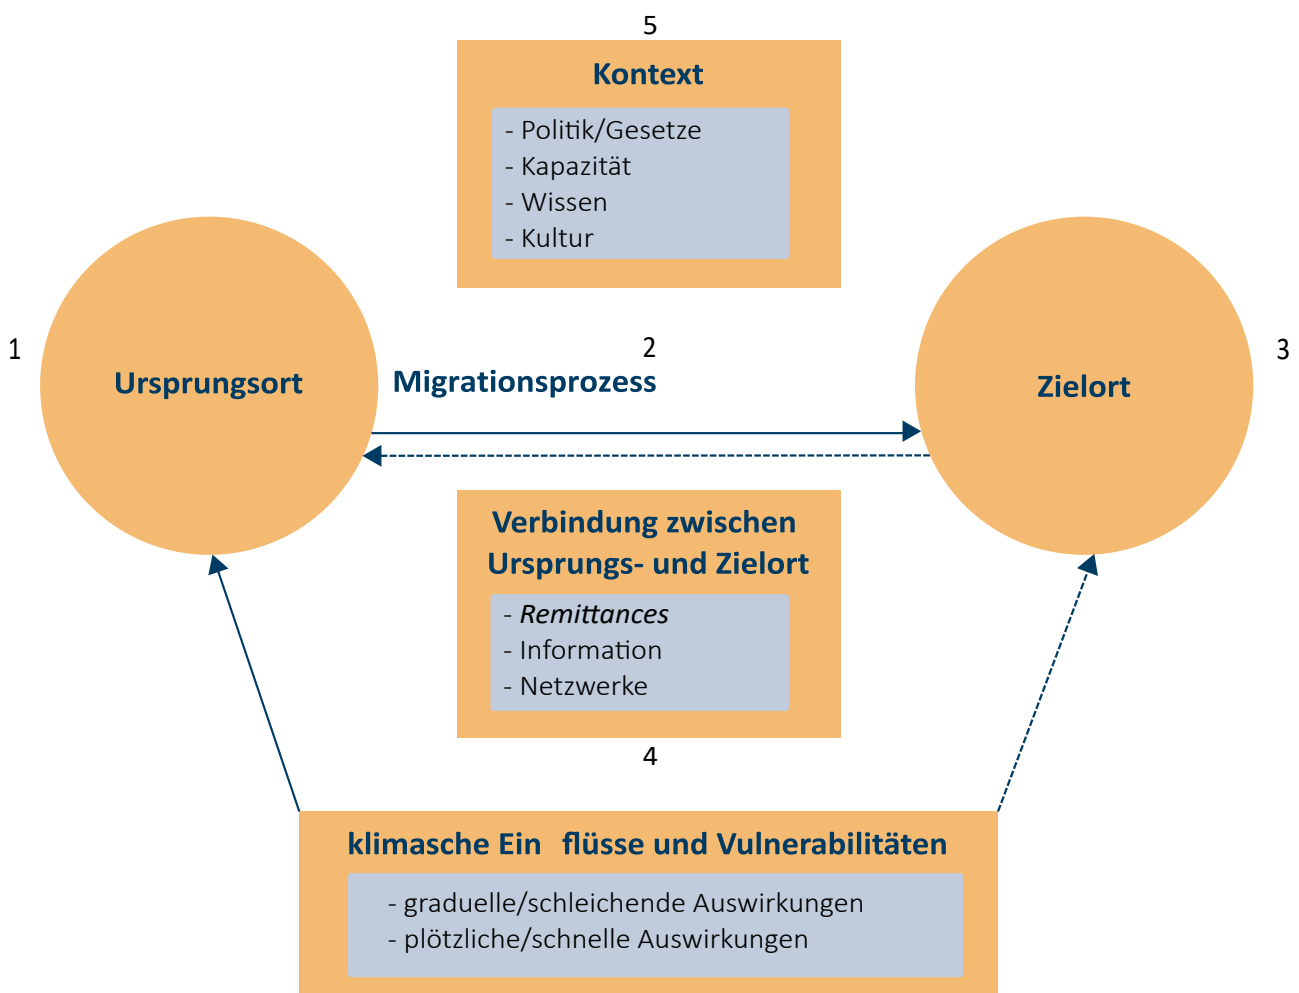 5
Kontext
- Politik/Gesetze
- Kapazität
- Wissen
- Kultur
1
Ursprungsort
2
Migrationsprozess
3
Zielort
Verbindung zwischen
Ursprungs- und Zielort
- Remittances
- Information
- Netzwerke
4
klimasche Ein flüsse und Vulnerabilitäten
- graduelle/schleichende Auswirkungen
- plötzliche/schnelle Auswirkungen